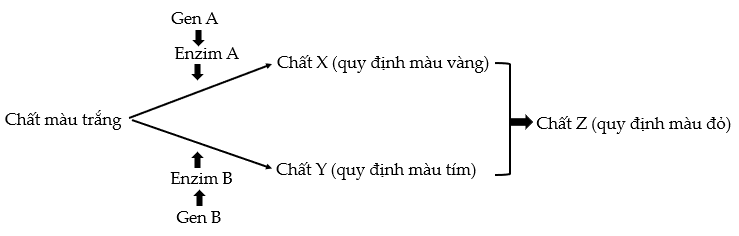 Gen A
Enzim A
Chất X (quy định màu vàng)
Chất màu trắng
Chất Z (quy định màu đỏ)
Chất Y (quy định màu tím)
Enzim B
Gen B